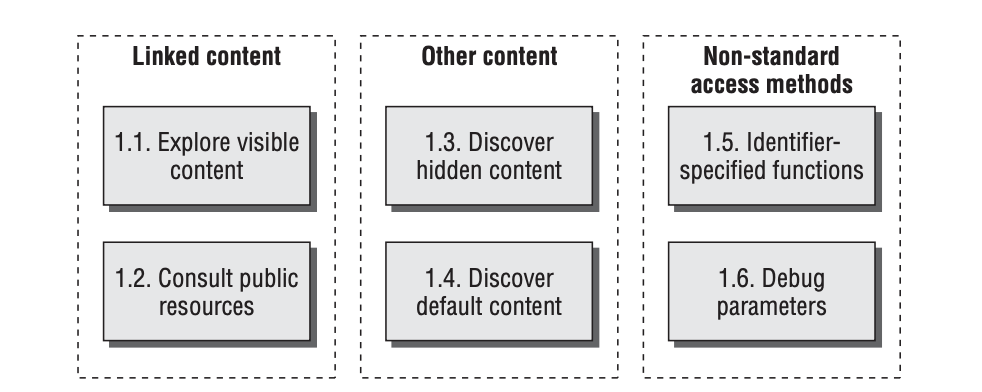 Linked content
1.1. Explore visible
content
1.2. Consult public
resources
Other content
1.3. Discover
hidden content
1.4. Discover
default content
Non-standard
access methods
1.5. Identifier-
specified functions
1.6. Debug
parameters